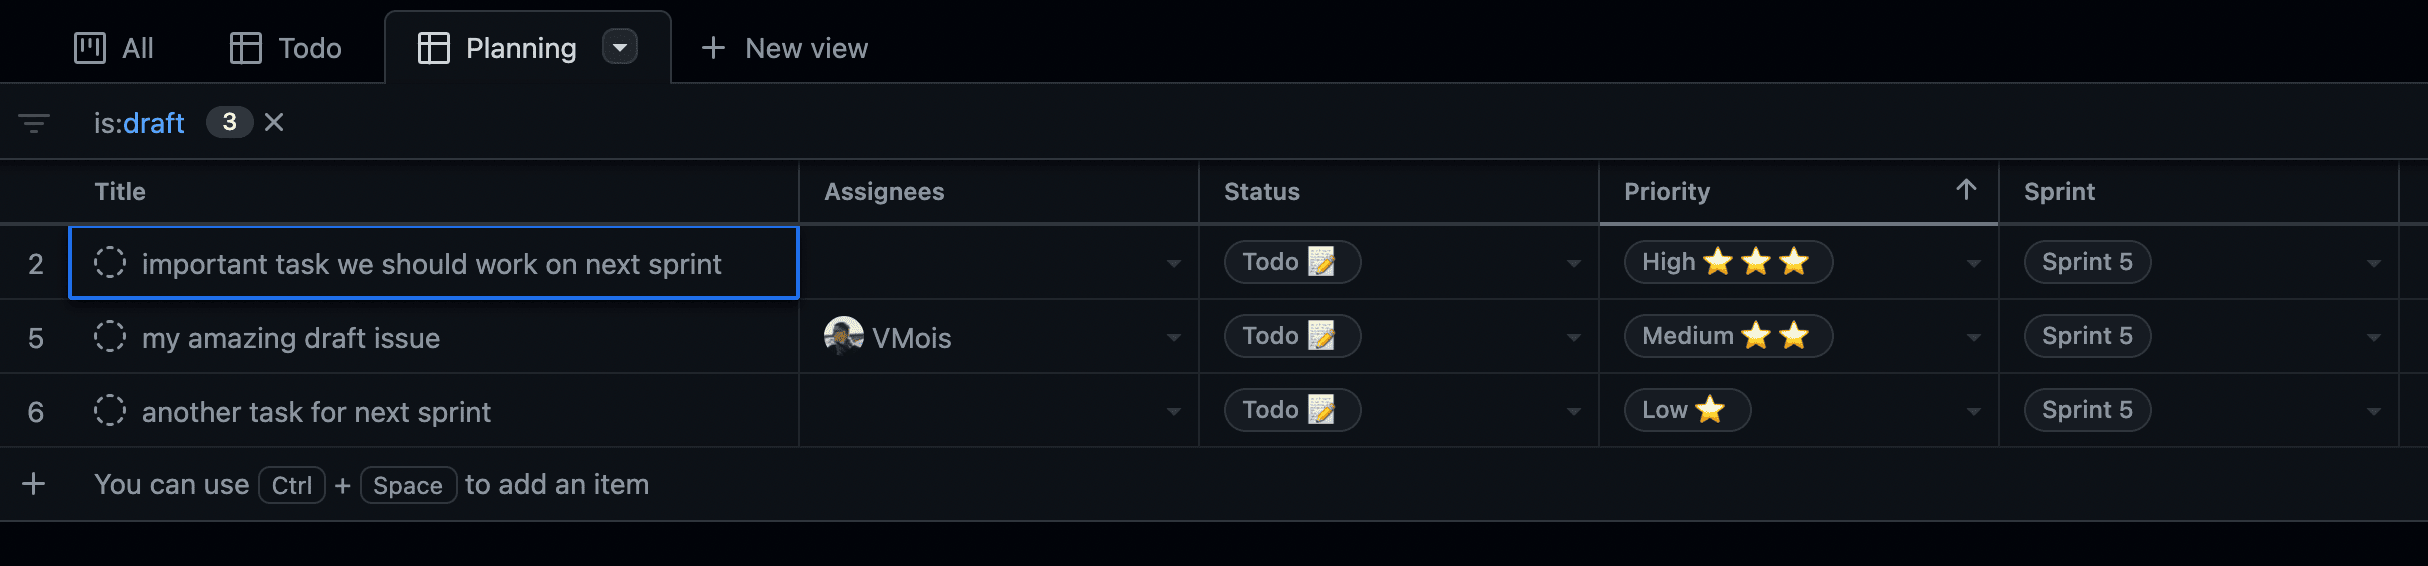 All Todo Planning New view
is:draft 3
Title Assignees Status Priority Sprint
2 important task we should work on next sprint Todo 📝 High ⭐⭐⭐ Sprint 5
5 my amazing draft issue VMois Todo 📝 Medium ⭐⭐ Sprint 5
6 another task for next sprint Todo 📝 Low ⭐ Sprint 5
+ You can use Ctrl + Space to add an item